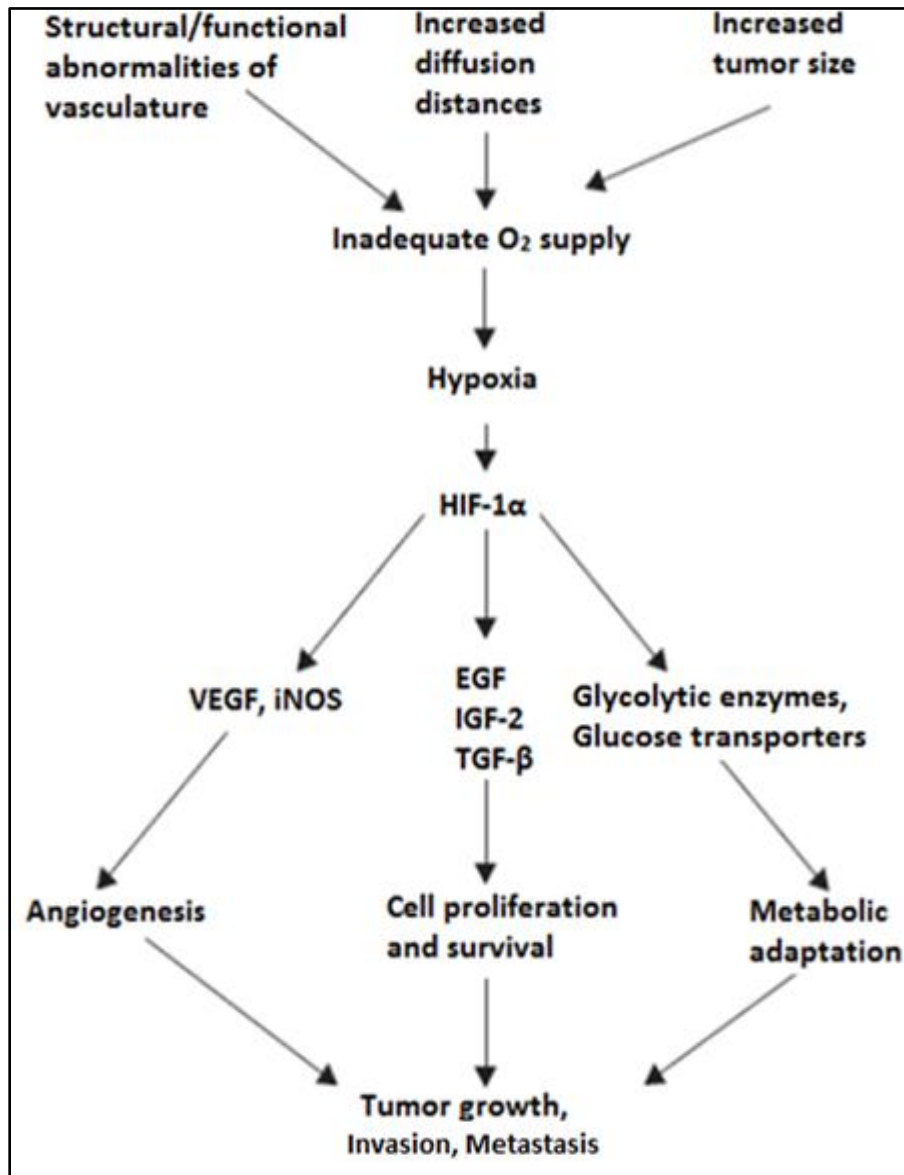 Structural/functional
abnormalities of
vasculature
Increased
diffusion
distances
Increased
tumor size
Inadequate O₂ supply
Hypoxia
HIF-1α
VEGF, iNOS
EGF
IGF-2
TGF-β
Glycolytic enzymes,
Glucose transporters
Angiogenesis
Cell proliferation
and survival
Metabolic
adaptation
Tumor growth,
Invasion, Metastasis